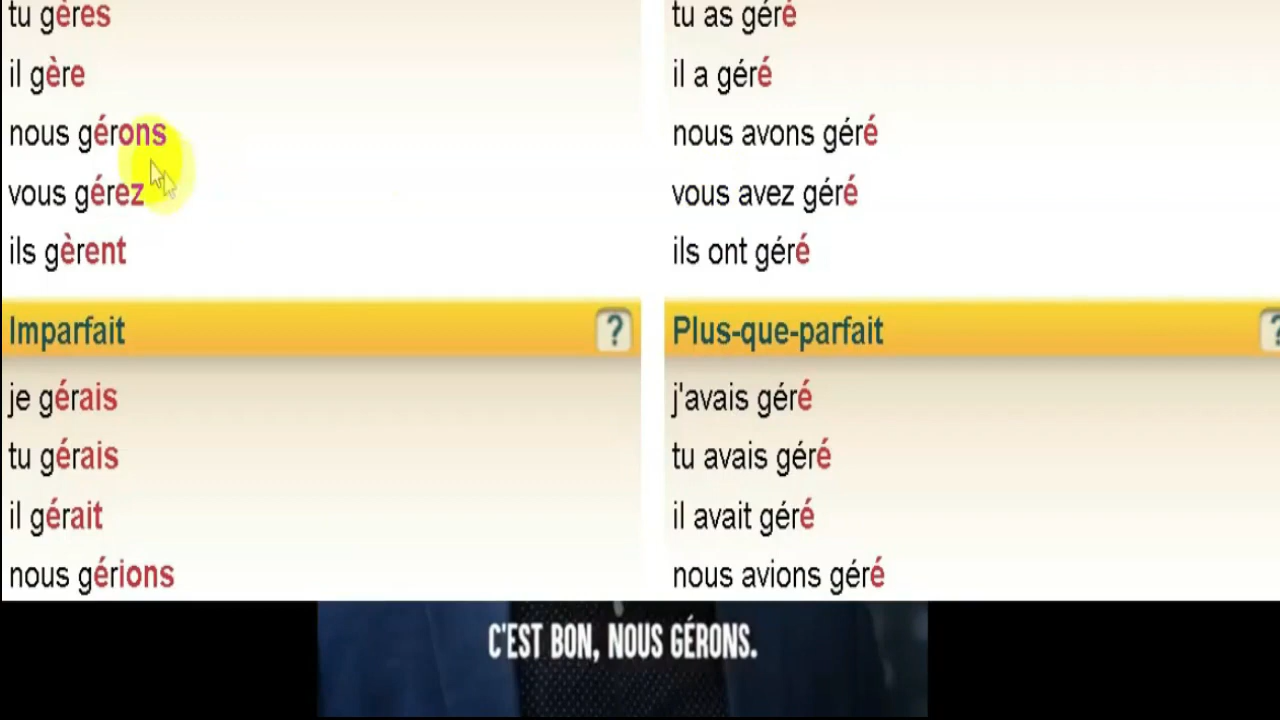 tu gères
il gère
nous gérons
vous gérez
ils gèrent
Imparfait ?
je gérais
tu gérais
il gérait
nous gérions
tu as géré
il a géré
nous avons géré
vous avez géré
ils ont géré
Plus-que-parfait ?
j'avais géré
tu avais géré
il avait géré
nous avions géré
C'EST BON, NOUS GÉRONS.